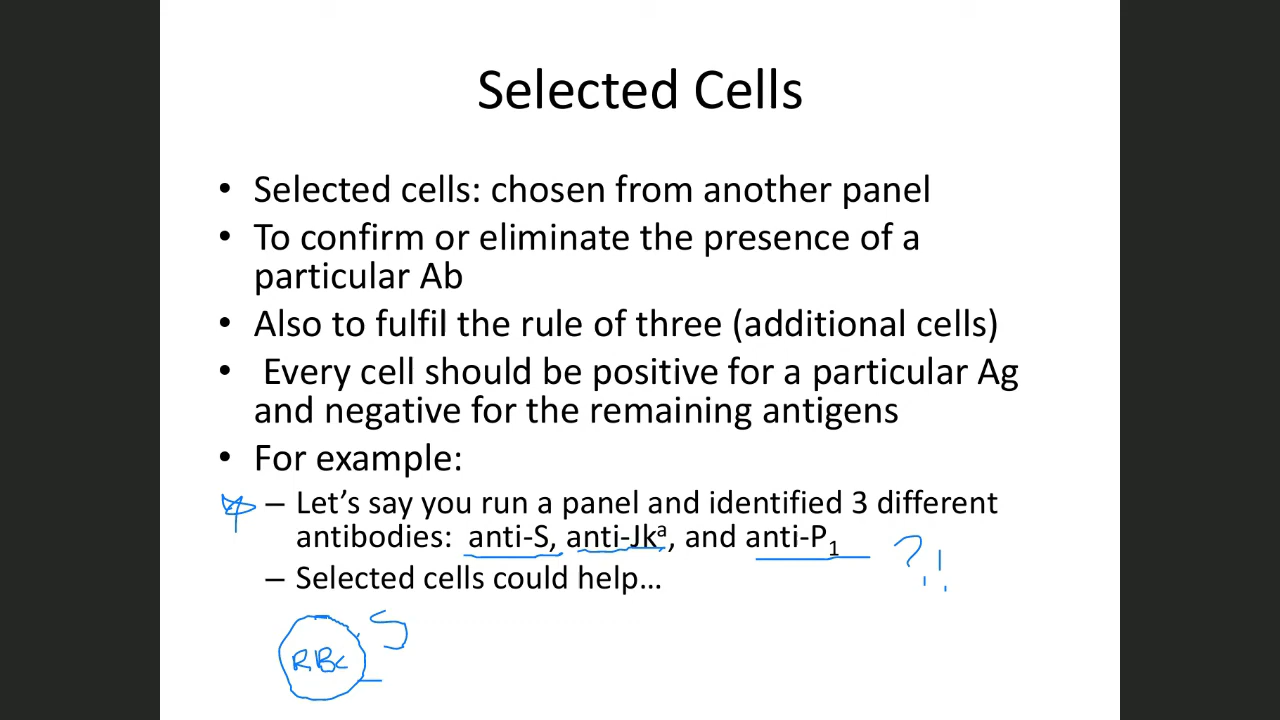 Selected Cells
• Selected cells: chosen from another panel
• To confirm or eliminate the presence of a
particular Ab
• Also to fulfil the rule of three (additional cells)
• Every cell should be positive for a particular Ag
and negative for the remaining antigens
• For example:
– Let's say you run a panel and identified 3 different
antibodies: anti-S, anti-Jkᵃ, and anti-P₁ ?!
– Selected cells could help…
RBC S